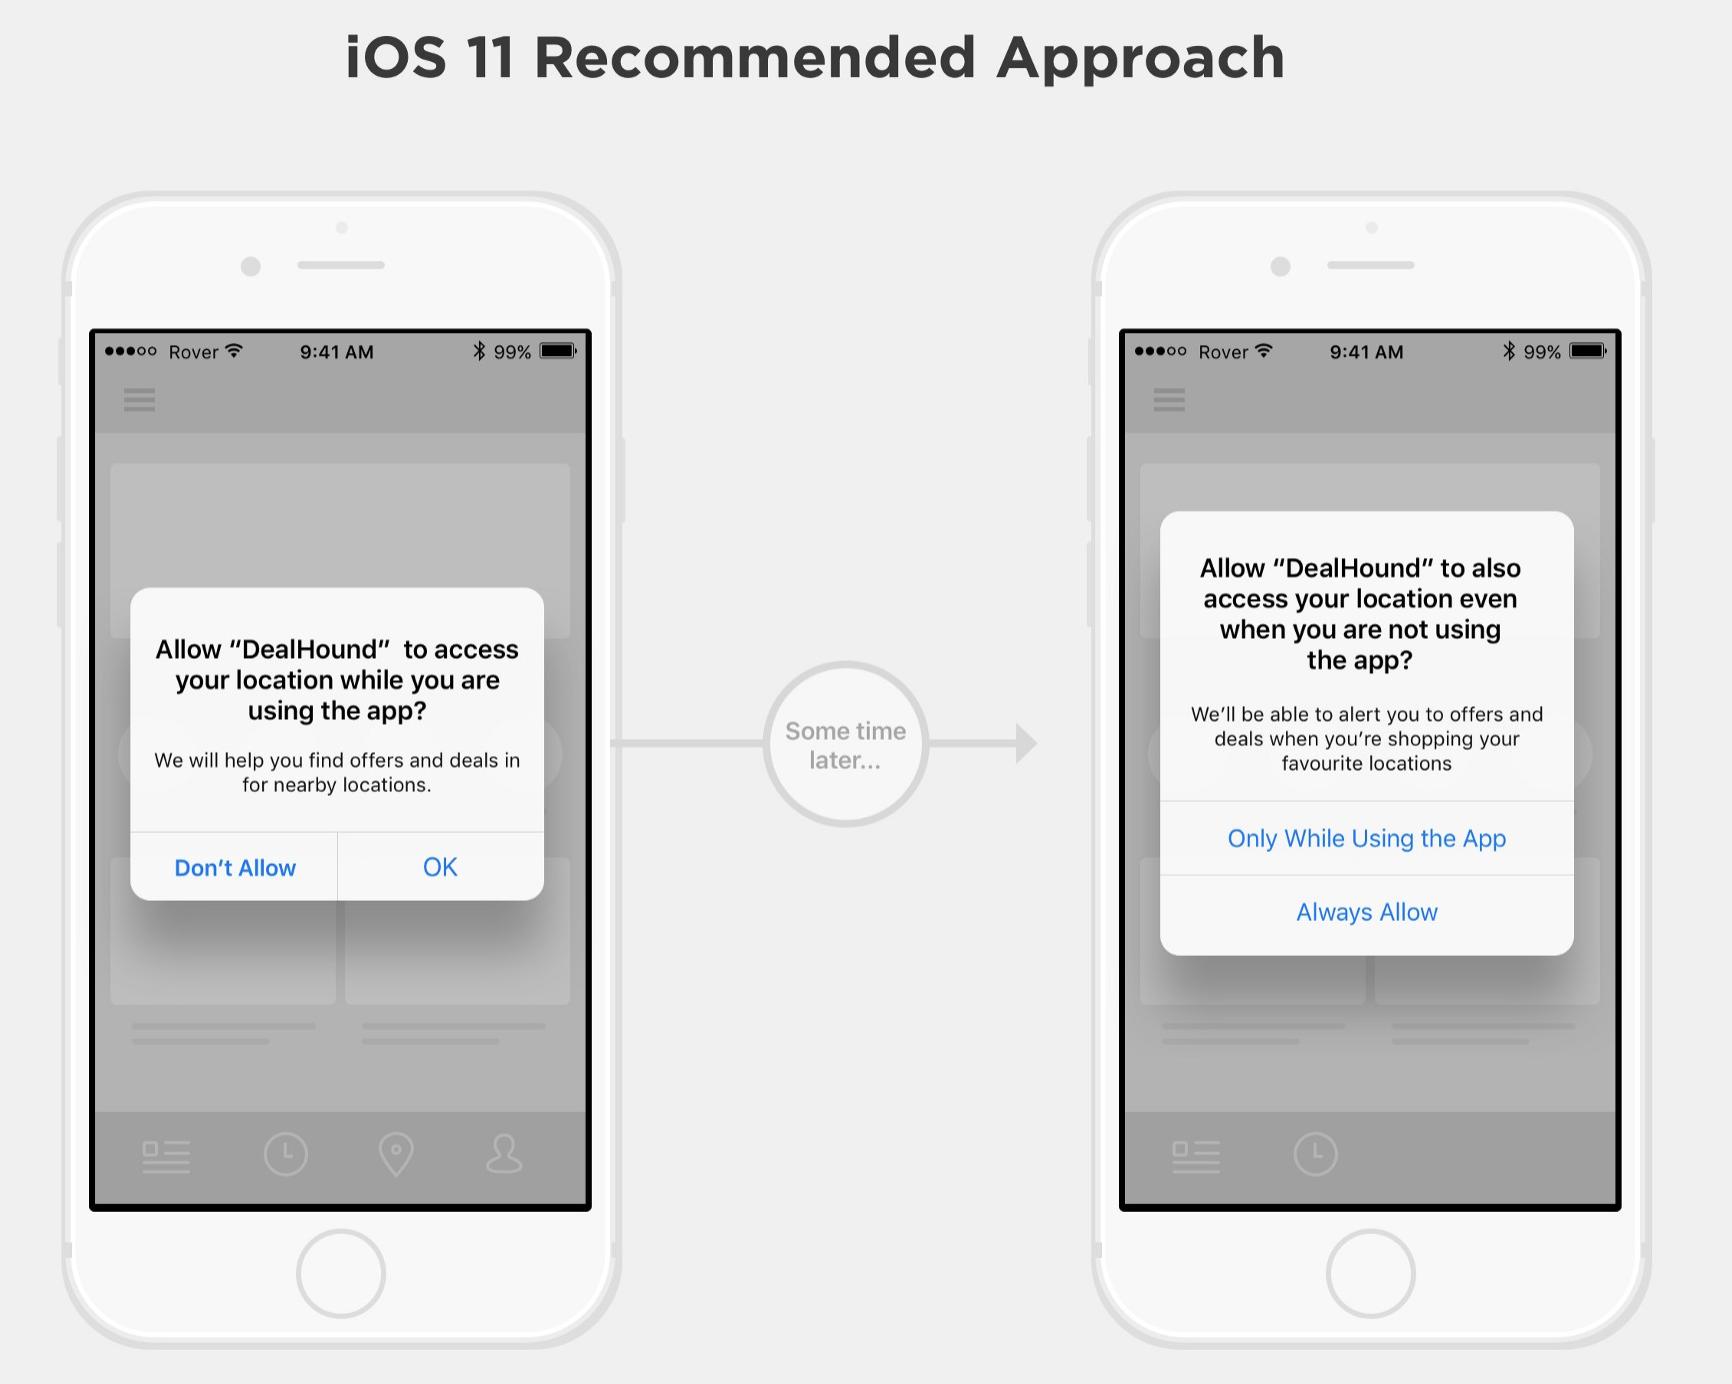 iOS 11 Recommended Approach
Rover 9:41 AM 99%
Allow “DealHound” to access
your location while you are
using the app?
We will help you find offers and deals in
for nearby locations.
Don’t Allow OK
Some time
later...
Rover 9:41 AM 99%
Allow “DealHound” to also
access your location even
when you are not using
the app?
We’ll be able to alert you to offers and
deals when you’re shopping your
favourite locations
Only While Using the App
Always Allow